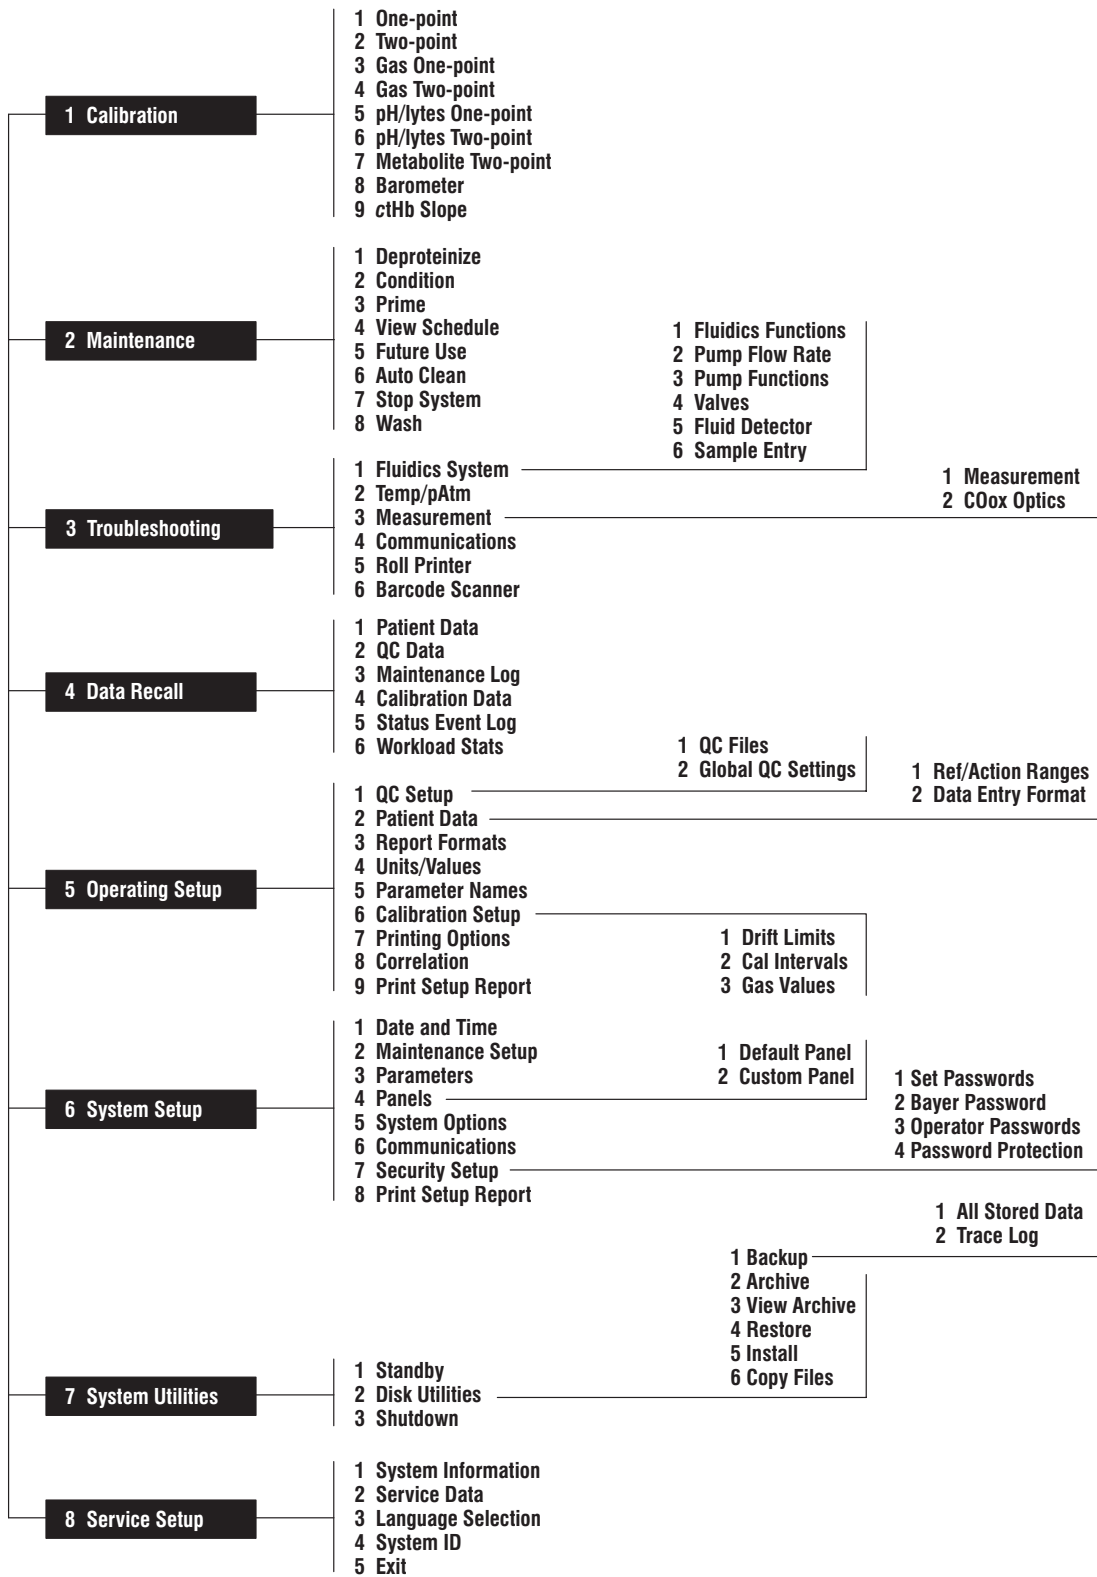 1 Calibration
1 One-point
2 Two-point
3 Gas One-point
4 Gas Two-point
5 pH/lytes One-point
6 pH/lytes Two-point
7 Metabolite Two-point
8 Barometer
9 ctHb Slope
2 Maintenance
1 Deproteinize
2 Condition
3 Prime
4 View Schedule
5 Future Use
6 Auto Clean
7 Stop System
8 Wash
3 Troubleshooting
1 Fluidics System
2 Temp/pAtm
3 Measurement
4 Communications
5 Roll Printer
6 Barcode Scanner
1 Fluidics Functions
2 Pump Flow Rate
3 Pump Functions
4 Valves
5 Fluid Detector
6 Sample Entry
1 Measurement
2 COox Optics
4 Data Recall
1 Patient Data
2 QC Data
3 Maintenance Log
4 Calibration Data
5 Status Event Log
6 Workload Stats
5 Operating Setup
1 QC Setup
2 Patient Data
3 Report Formats
4 Units/Values
5 Parameter Names
6 Calibration Setup
7 Printing Options
8 Correlation
9 Print Setup Report
1 QC Files
2 Global QC Settings
1 Ref/Action Ranges
2 Data Entry Format
1 Drift Limits
2 Cal Intervals
3 Gas Values
6 System Setup
1 Date and Time
2 Maintenance Setup
3 Parameters
4 Panels
5 System Options
6 Communications
7 Security Setup
8 Print Setup Report
1 Default Panel
2 Custom Panel
1 Set Passwords
2 Bayer Password
3 Operator Passwords
4 Password Protection
7 System Utilities
1 Standby
2 Disk Utilities
3 Shutdown
1 Backup
2 Archive
3 View Archive
4 Restore
5 Install
6 Copy Files
1 All Stored Data
2 Trace Log
8 Service Setup
1 System Information
2 Service Data
3 Language Selection
4 System ID
5 Exit